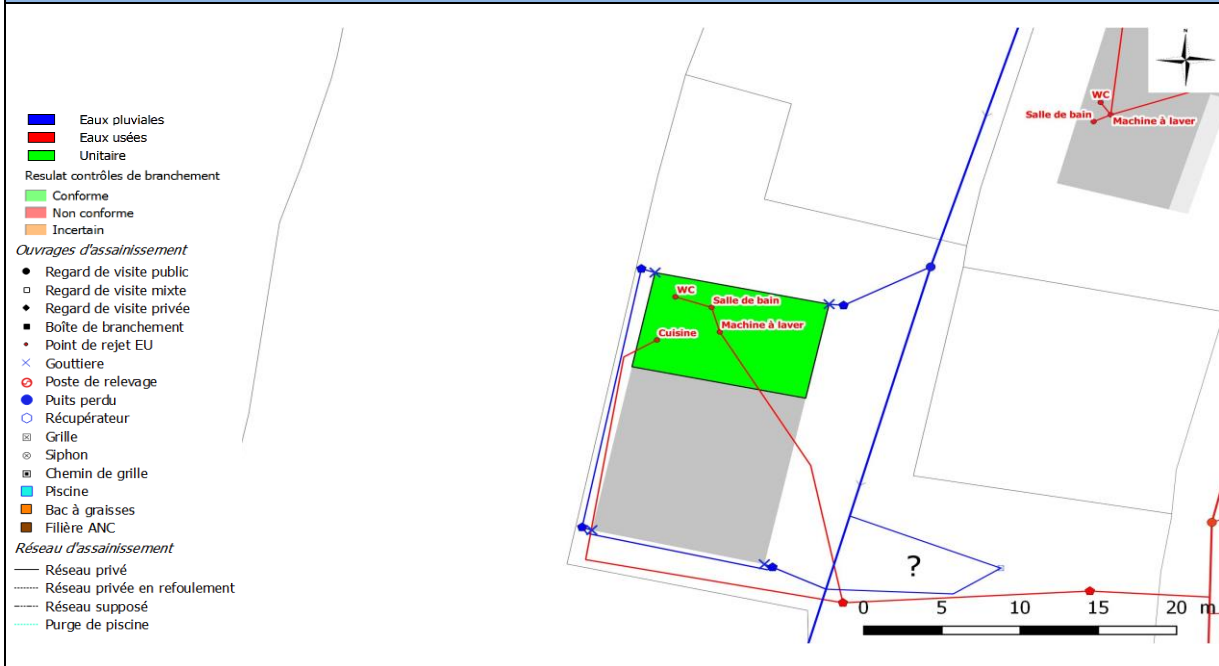 Eaux pluviales
Eaux usées
Unitaire
Resulat contrôles de branchement
Conforme
Non conforme
Incertain
Ouvrages d'assainissement
Regard de visite public
Regard de visite mixte
Regard de visite privée
Boîte de branchement
Point de rejet EU
Gouttiere
Poste de relevage
Puits perdu
Récupérateur
Grille
Siphon
Chemin de grille
Piscine
Bac à graisses
Filière ANC
Réseau d'assainissement
Réseau privé
Réseau privée en refoulement
Réseau supposé
Purge de piscine
N
WC
Salle de bain
Machine à laver
WC
Salle de bain
Machine à laver
Cuisine
?
0 5 10 15 20 m